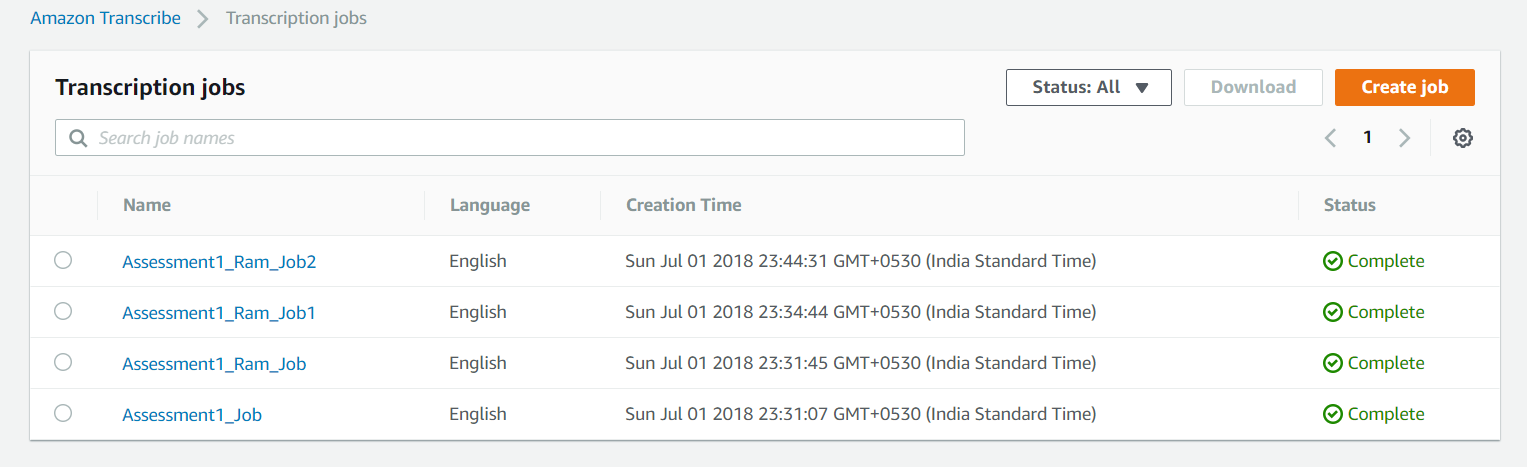 Amazon Transcribe > Transcription jobs
Transcription jobs Status: All Download Create job
Search job names 1
Name Language Creation Time Status
Assessment1_Ram_Job2 English Sun Jul 01 2018 23:44:31 GMT+0530 (India Standard Time) Complete
Assessment1_Ram_Job1 English Sun Jul 01 2018 23:34:44 GMT+0530 (India Standard Time) Complete
Assessment1_Ram_Job English Sun Jul 01 2018 23:31:45 GMT+0530 (India Standard Time) Complete
Assessment1_Job English Sun Jul 01 2018 23:31:07 GMT+0530 (India Standard Time) Complete